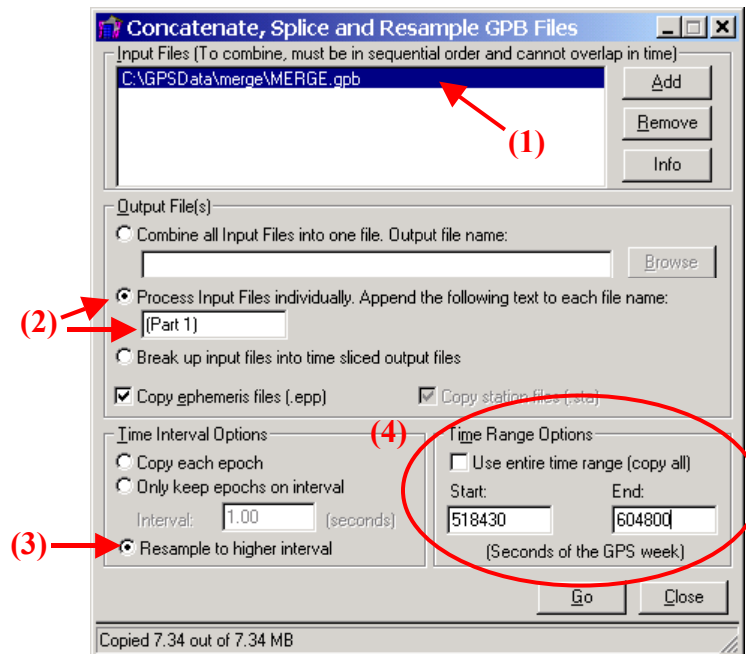 Concatenate, Splice and Resample GPB Files
Input Files (To combine, must be in sequential order and cannot overlap in time)
C:\GPSData\merge\MERGE.gpb
Add
(1)
Remove
Info
Output File(s)
Combine all Input Files into one file. Output file name:
Browse
Process Input Files individually. Append the following text to each file name:
(2)
(Part 1)
Break up input files into time sliced output files
Copy ephemeris files (.epp)
Copy station files (.sta)
Time Interval Options
(4)
Time Range Options
Copy each epoch
Use entire time range (copy all)
Only keep epochs on interval
Start:
End:
Interval:
1.00
(seconds)
518430
604800
(3)
Resample to higher interval
(Seconds of the GPS week)
Go
Close
Copied 7.34 out of 7.34 MB